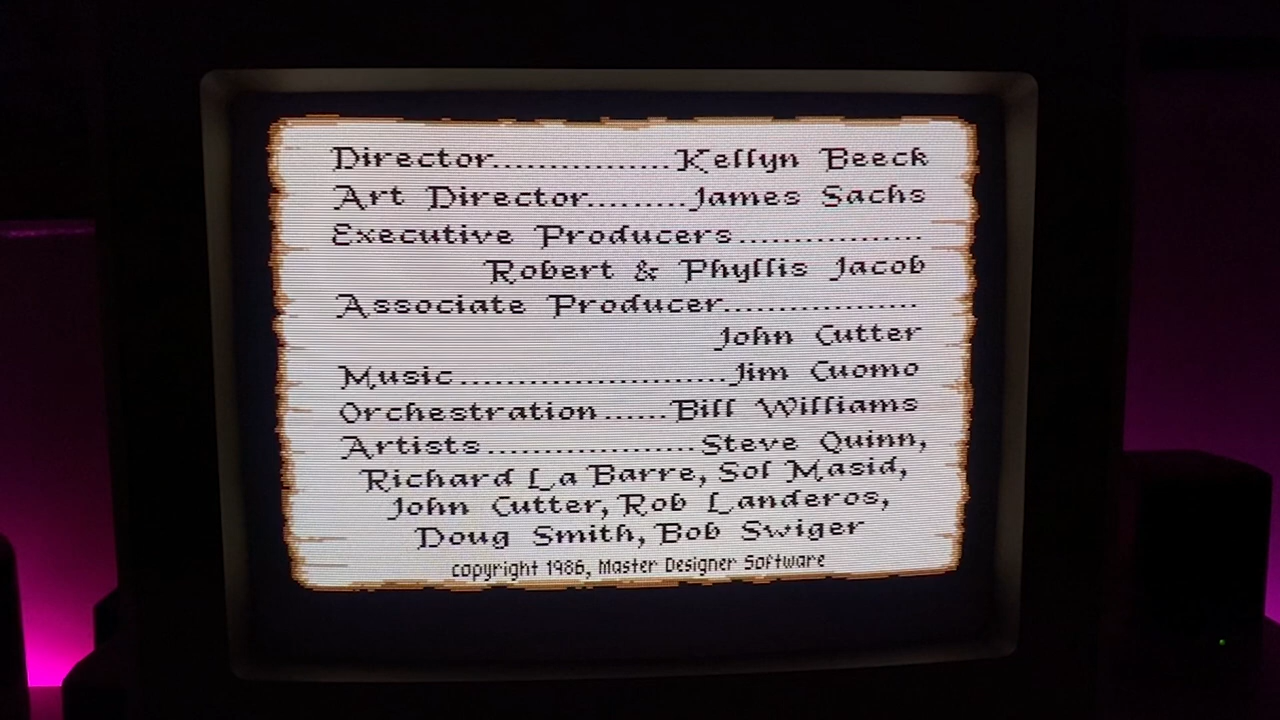 Director................Kellyn Beeck
Art Director.........James Sachs
Executive Producers.................
Robert & Phyllis Jacob
Associate Producer..................
John Cutter
Music........................Jim Cuomo
Orchestration......Bill Williams
Artists....................Steve Quinn,
Richard La Barre, Sol Masid,
John Cutter, Rob Landeros,
Doug Smith, Bob Swiger
copyright 1986, Master Designer Software